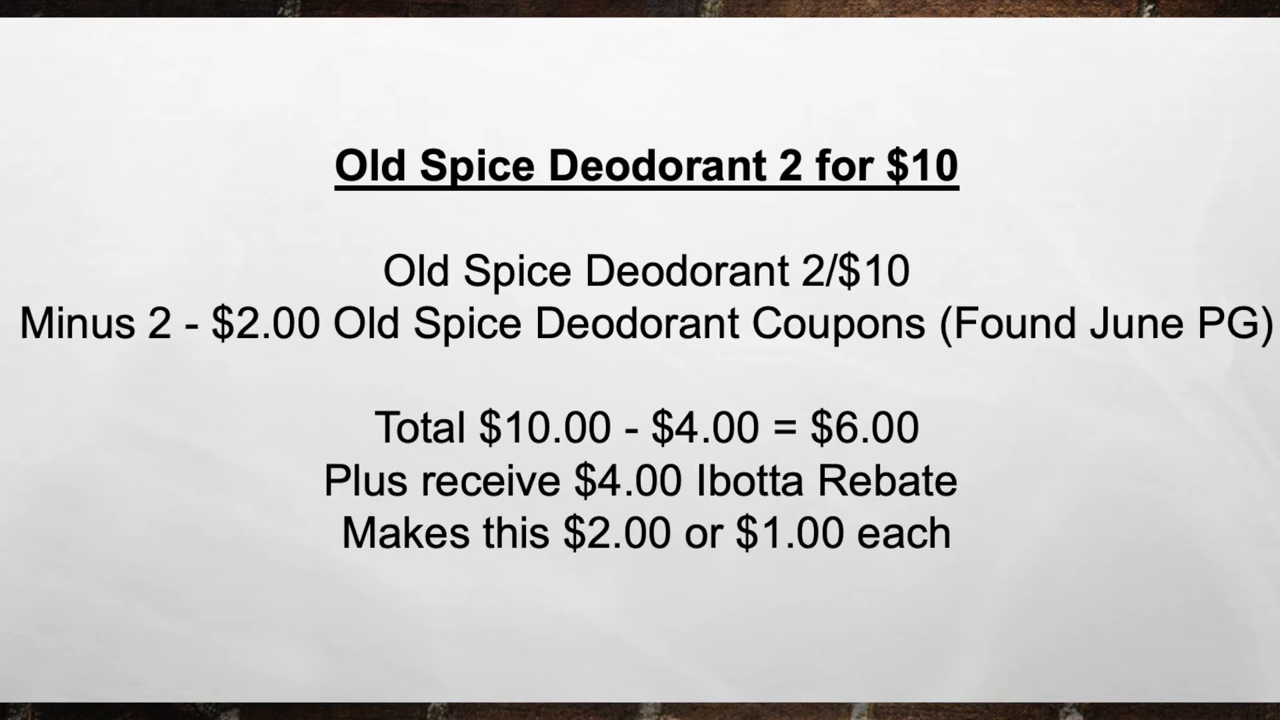 Old Spice Deodorant 2 for $10
Old Spice Deodorant 2/$10
Minus 2 - $2.00 Old Spice Deodorant Coupons (Found June PG)
Total $10.00 - $4.00 = $6.00
Plus receive $4.00 Ibotta Rebate
Makes this $2.00 or $1.00 each